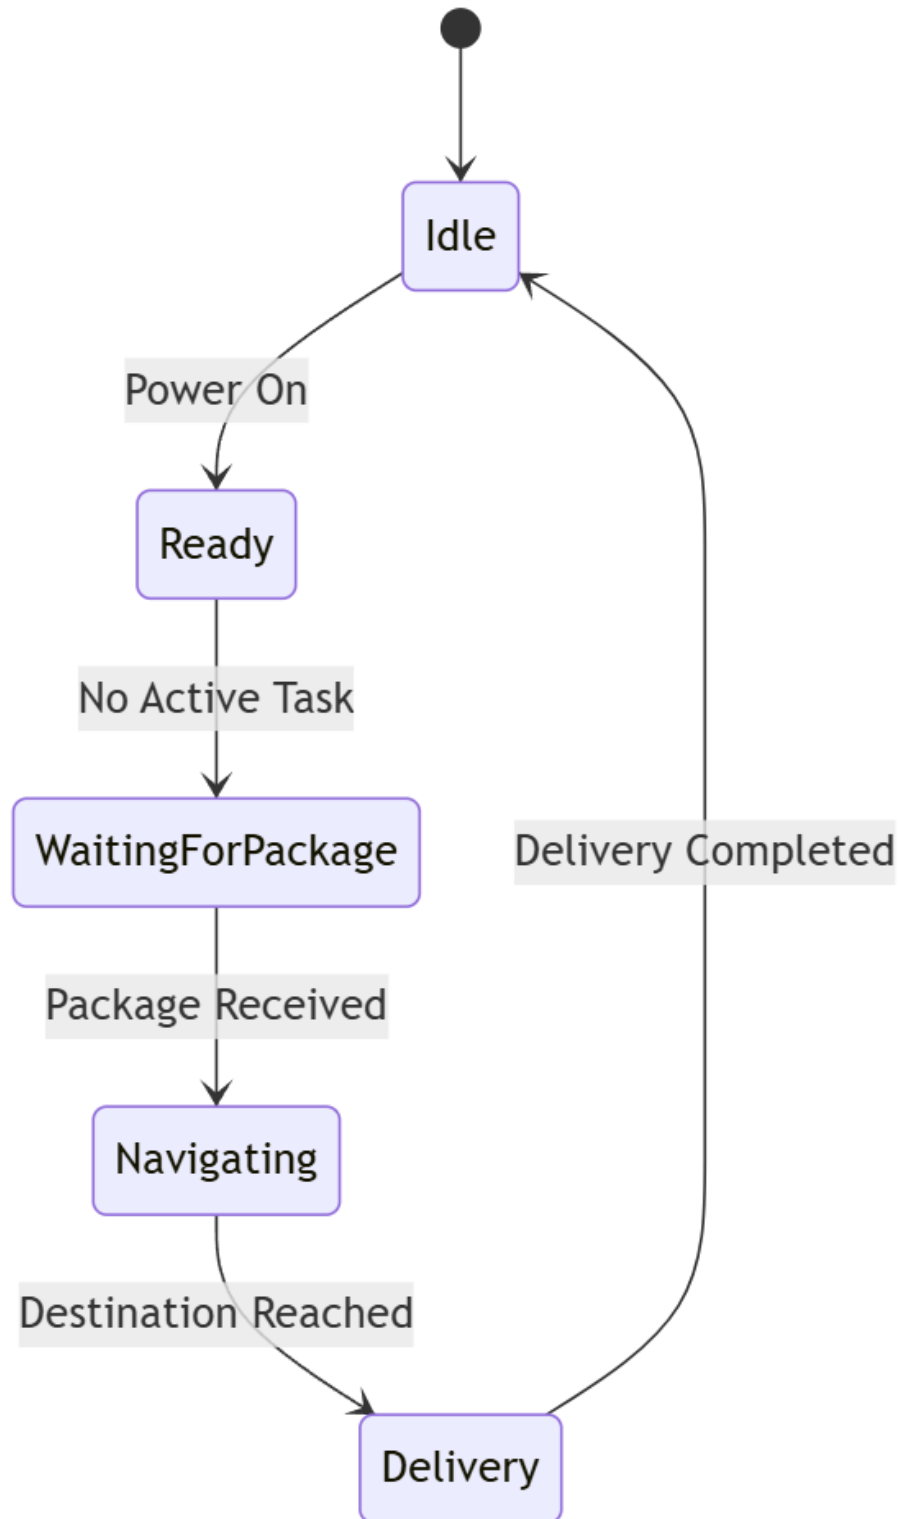 Idle
Power On
Ready
No Active Task
WaitingForPackage
Delivery Completed
Package Received
Navigating
Destination Reached
Delivery